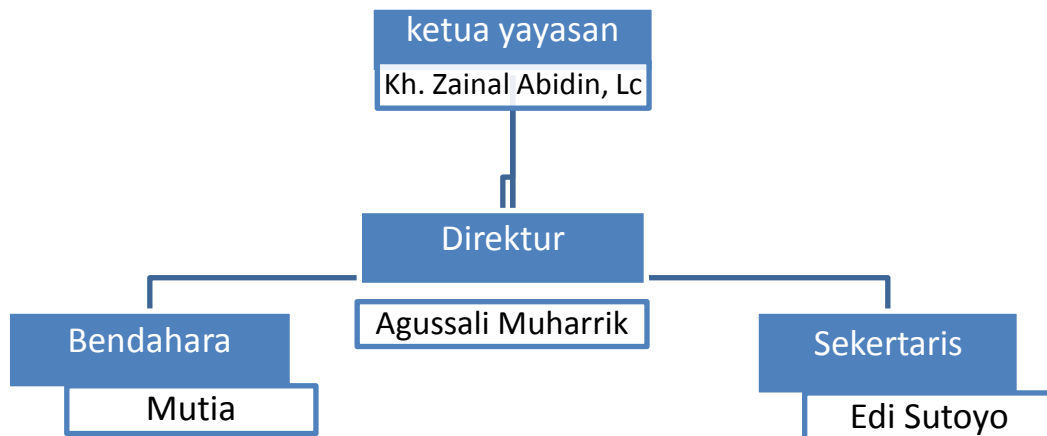 ketua yayasan
Kh. Zainal Abidin, Lc
Direktur
Agussali Muharrik
Bendahara
Mutia
Sekertaris
Edi Sutoyo